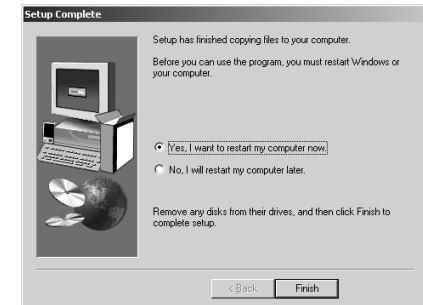 Setup Complete
Setup has finished copying files to your computer.
Before you can use the program, you must restart Windows or
your computer.
Yes, I want to restart my computer now.
No, I will restart my computer later.
Remove any disks from their drives, and then click Finish to
complete setup.
< Back
Finish